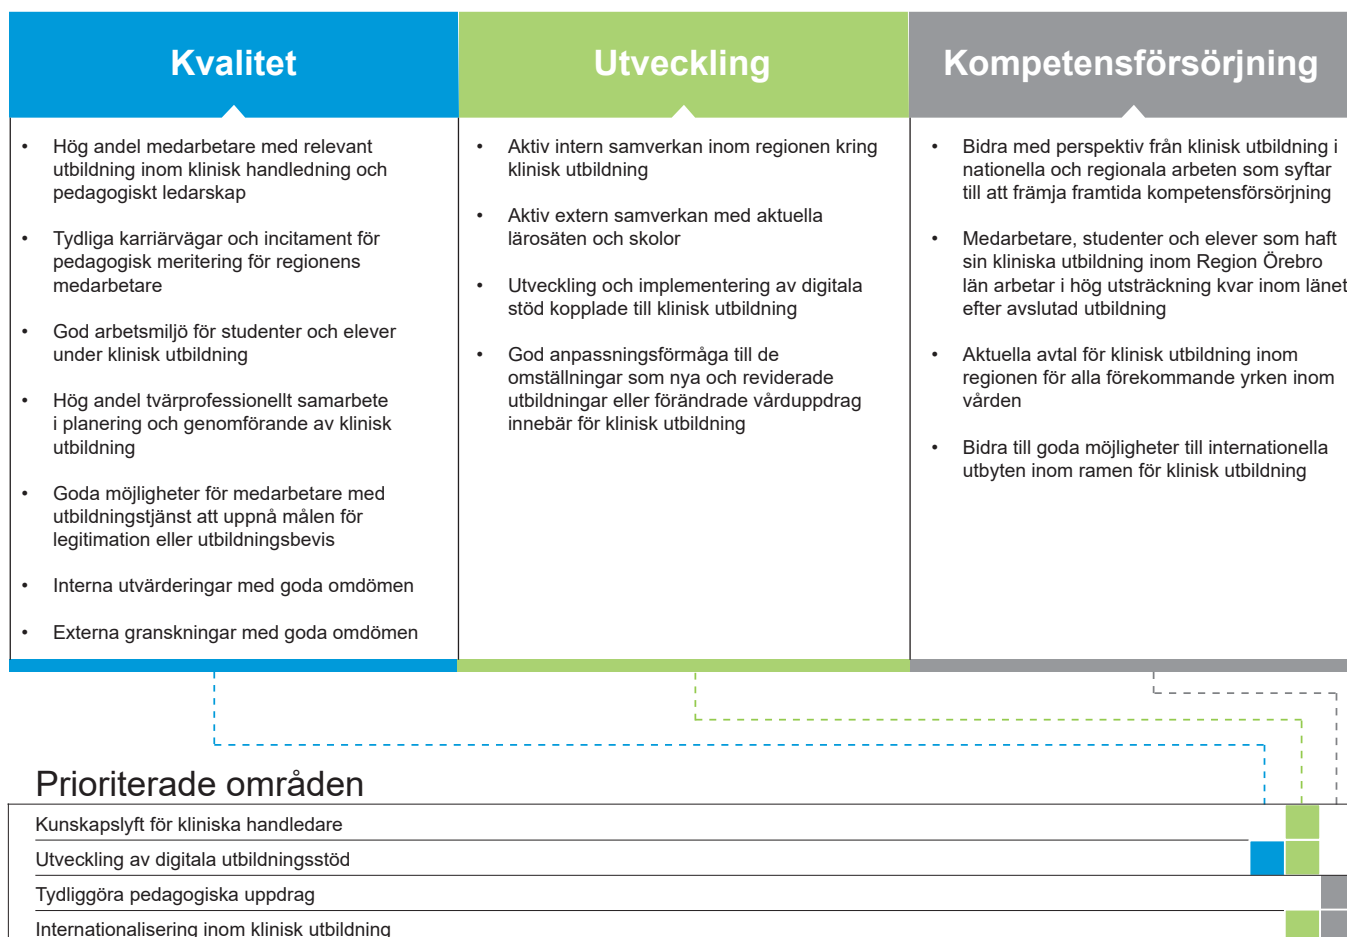 Kvalitet
• Hög andel medarbetare med relevant
utbildning inom klinisk handledning och
pedagogiskt ledarskap
• Tydliga karriärvägar och incitament för
pedagogisk meritering för regionens
medarbetare
• God arbetsmiljö för studenter och elever
under klinisk utbildning
• Hög andel tvärprofessionellt samarbete
i planering och genomförande av klinisk
utbildning
• Goda möjligheter för medarbetare med
utbildningstjänst att uppnå målen för
legitimation eller utbildningsbevis
• Interna utvärderingar med goda omdömen
• Externa granskningar med goda omdömen
Utveckling
• Aktiv intern samverkan inom regionen kring
klinisk utbildning
• Aktiv extern samverkan med aktuella
lärosäten och skolor
• Utveckling och implementering av digitala
stöd kopplade till klinisk utbildning
• God anpassningsförmåga till de
omställningar som nya och reviderade
utbildningar eller förändrade vårduppdrag
innebär för klinisk utbildning
Kompetensförsörjning
• Bidra med perspektiv från klinisk utbildning i
nationella och regionala arbeten som syftar
till att främja framtida kompetensförsörjning
• Medarbetare, studenter och elever som haft
sin kliniska utbildning inom Region Örebro
län arbetar i hög utsträckning kvar inom länet
efter avslutad utbildning
• Aktuella avtal för klinisk utbildning inom
regionen för alla förekommande yrken inom
vården
• Bidra till goda möjligheter till internationella
utbyten inom ramen för klinisk utbildning
Prioriterade områden
Kunskapslyft för kliniska handledare
Utveckling av digitala utbildningsstöd
Tydliggöra pedagogiska uppdrag
Internationalisering inom klinisk utbildning